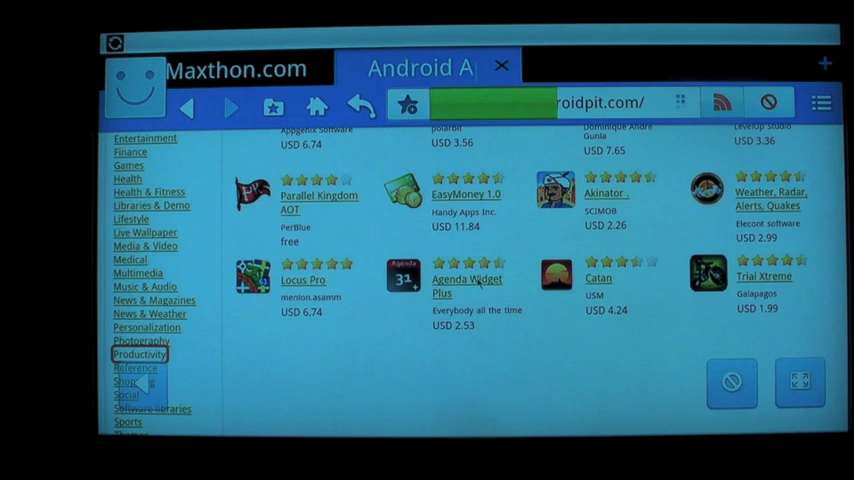 Maxthon.com
Android A
roidpit.com/
Entertainment
Finance
Games
Health
Health & Fitness
Libraries & Demo
Lifestyle
Live Wallpaper
Media & Video
Medical
Multimedia
Music & Audio
News & Magazines
News & Weather
Personalization
Photography
Productivity
Reference
Shopping
Social
Software libraries
Sports
Appgenix Software
USD 6.74
polarbit
USD 3.56
Dominique Andre
Gunia
USD 7.65
LevelUp Studio
USD 3.36
Parallel Kingdom
AOT
PerBlue
free
EasyMoney 1.0
Handy Apps Inc.
USD 11.84
Akinator .
SCIMOB
USD 2.26
Weather, Radar,
Alerts, Quakes
Elecont software
USD 2.99
Locus Pro
menion.asamm
USD 6.74
Agenda
31
Agenda Widget
Plus
Everybody all the time
USD 2.53
Catan
USM
USD 4.24
Trial Xtreme
Galapagos
USD 1.99